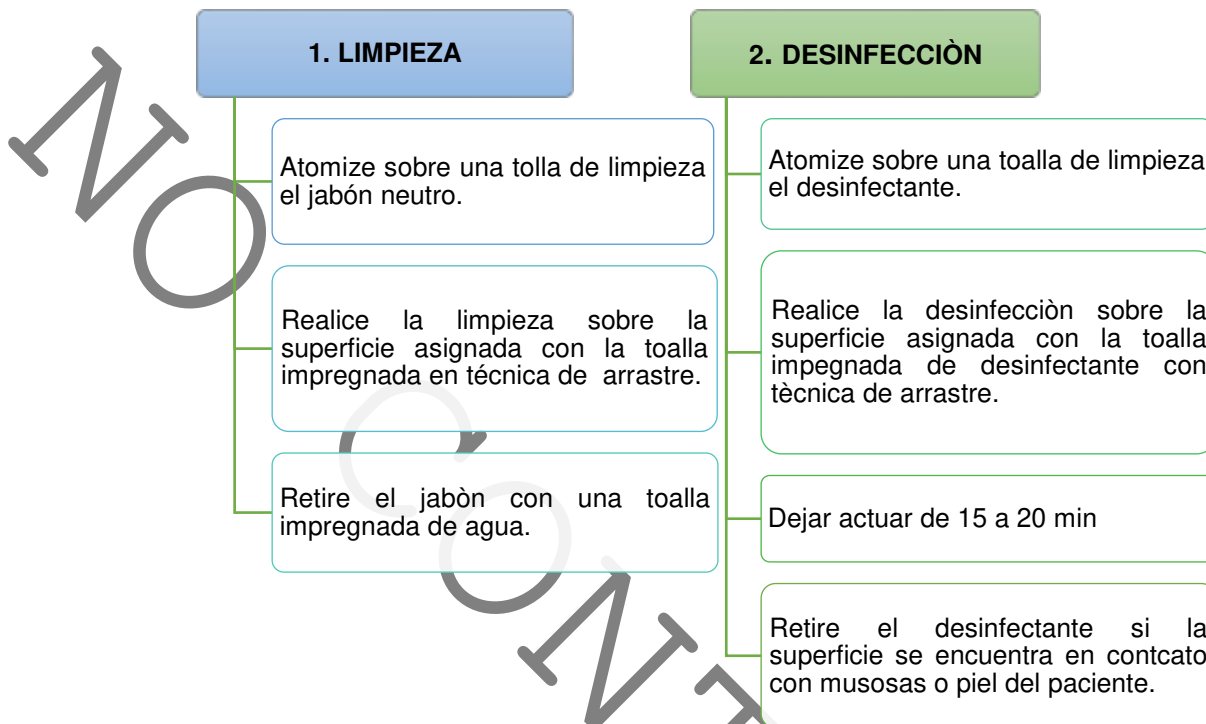 1. LIMPIEZA
Atomize sobre una tolla de limpieza
el jabón neutro.
Realice la limpieza sobre la
superficie asignada con la toalla
impregnada en técnica de arrastre.
Retire el jabòn con una toalla
impregnada de agua.
2. DESINFECCIÒN
Atomize sobre una toalla de limpieza
el desinfectante.
Realice la desinfecciòn sobre la
superficie asignada con la toalla
impegnada de desinfectante con
tècnica de arrastre.
Dejar actuar de 15 a 20 min
Retire el desinfectante si la
superficie se encuentra en contcato
con musosas o piel del paciente.
NO CONT